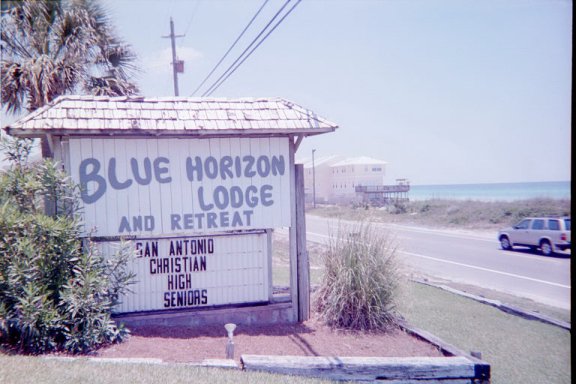 BLUE HORIZON
LODGE
AND RETREAT
SAN ANTONIO
CHRISTIAN
HIGH
SENIORS